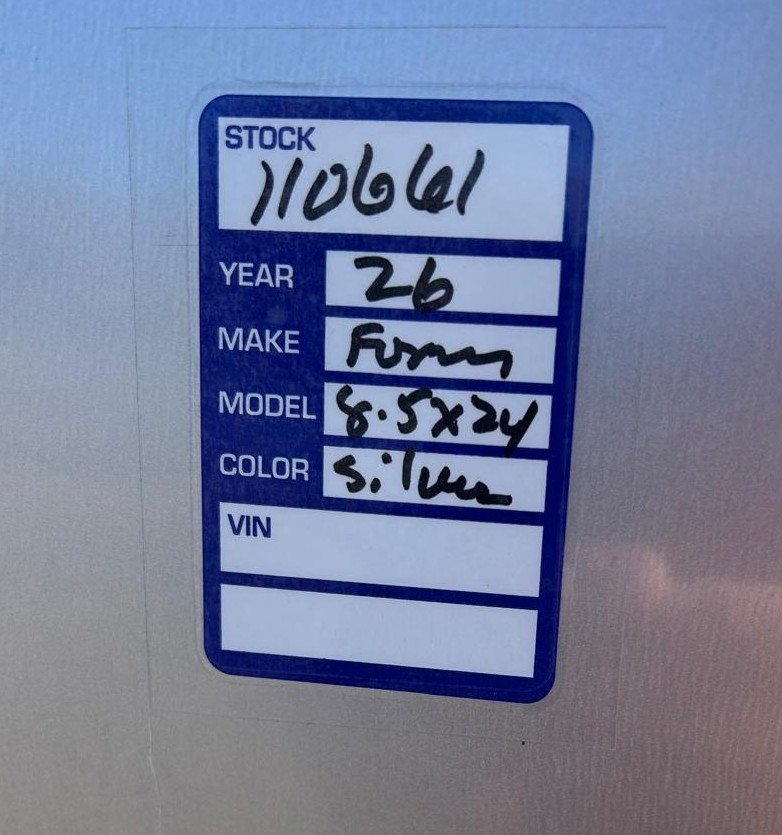 STOCK
110661
YEAR 26
MAKE
MODEL 8.5x24
COLOR Silver
VIN